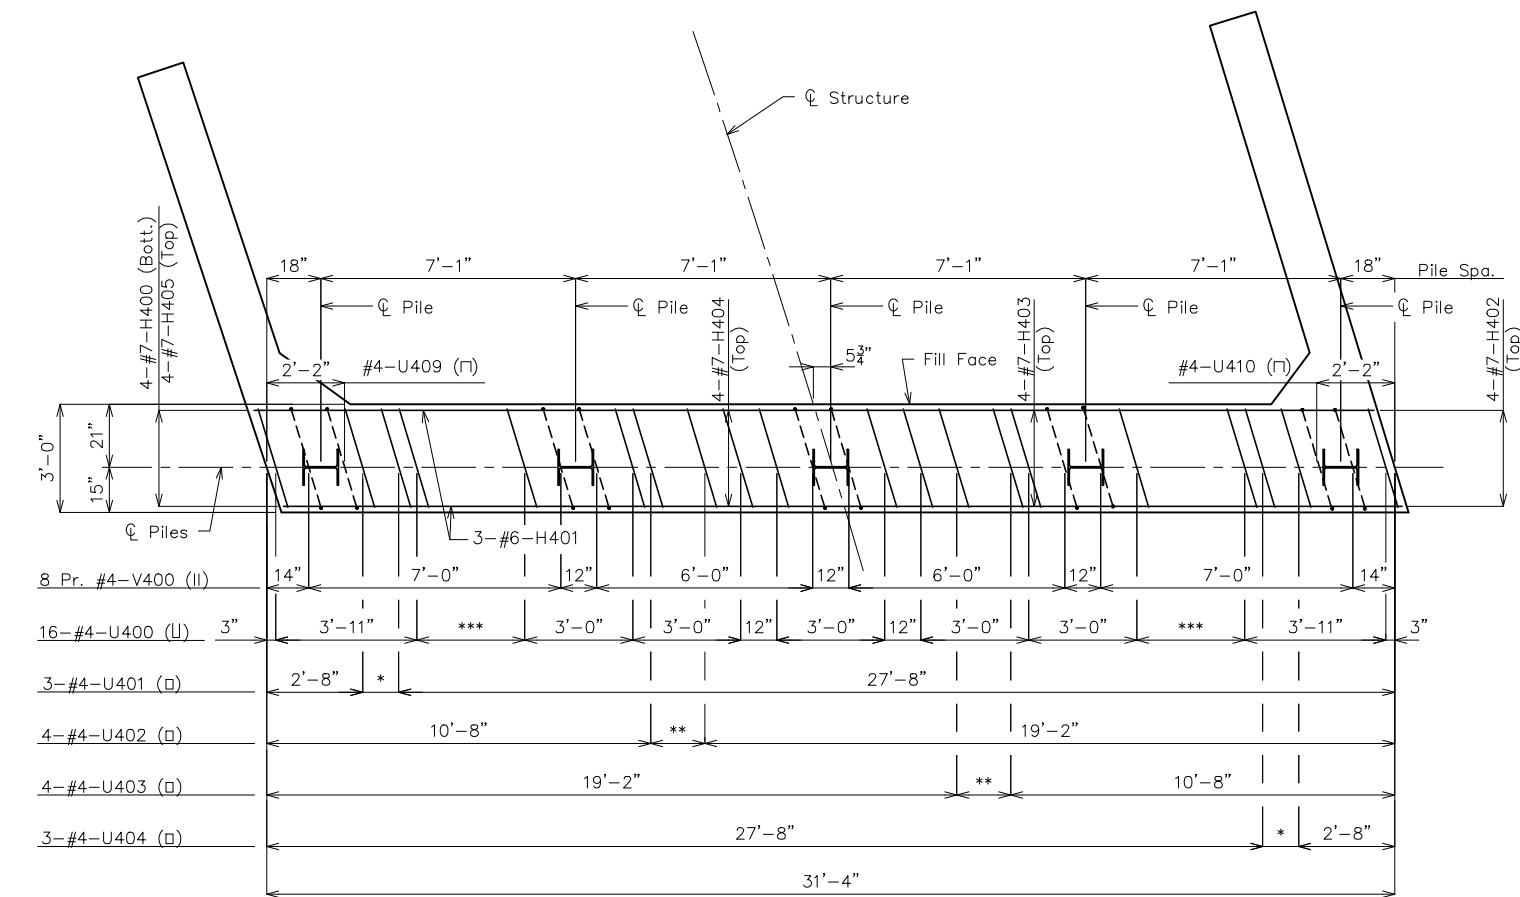 ℄ Structure
18"
7'-1"
7'-1"
7'-1"
7'-1"
18"
Pile Spa.
℄ Pile
℄ Pile
℄ Pile
℄ Pile
℄ Pile
4-#7-H400 (Bott.)
4-#7-H405 (Top)
4-#7-H404
(Top)
4-#7-H403
(Top)
4-#7-H402
(Top)
5¾"
Fill Face
2'-2"
#4-U409 (⊓)
#4-U410 (⊓)
2'-2"
3'-0"
21"
15"
℄ Piles
3-#6-H401
8 Pr. #4-V400 (II)
14"
7'-0"
12"
6'-0"
12"
6'-0"
12"
7'-0"
14"
16-#4-U400 (⊔)
3"
3'-11"
***
3'-0"
3'-0"
12"
3'-0"
12"
3'-0"
3'-0"
***
3'-11"
3"
3-#4-U401 (□)
2'-8"
*
27'-8"
4-#4-U402 (□)
10'-8"
**
19'-2"
4-#4-U403 (□)
19'-2"
**
10'-8"
3-#4-U404 (□)
27'-8"
*
2'-8"
31'-4"